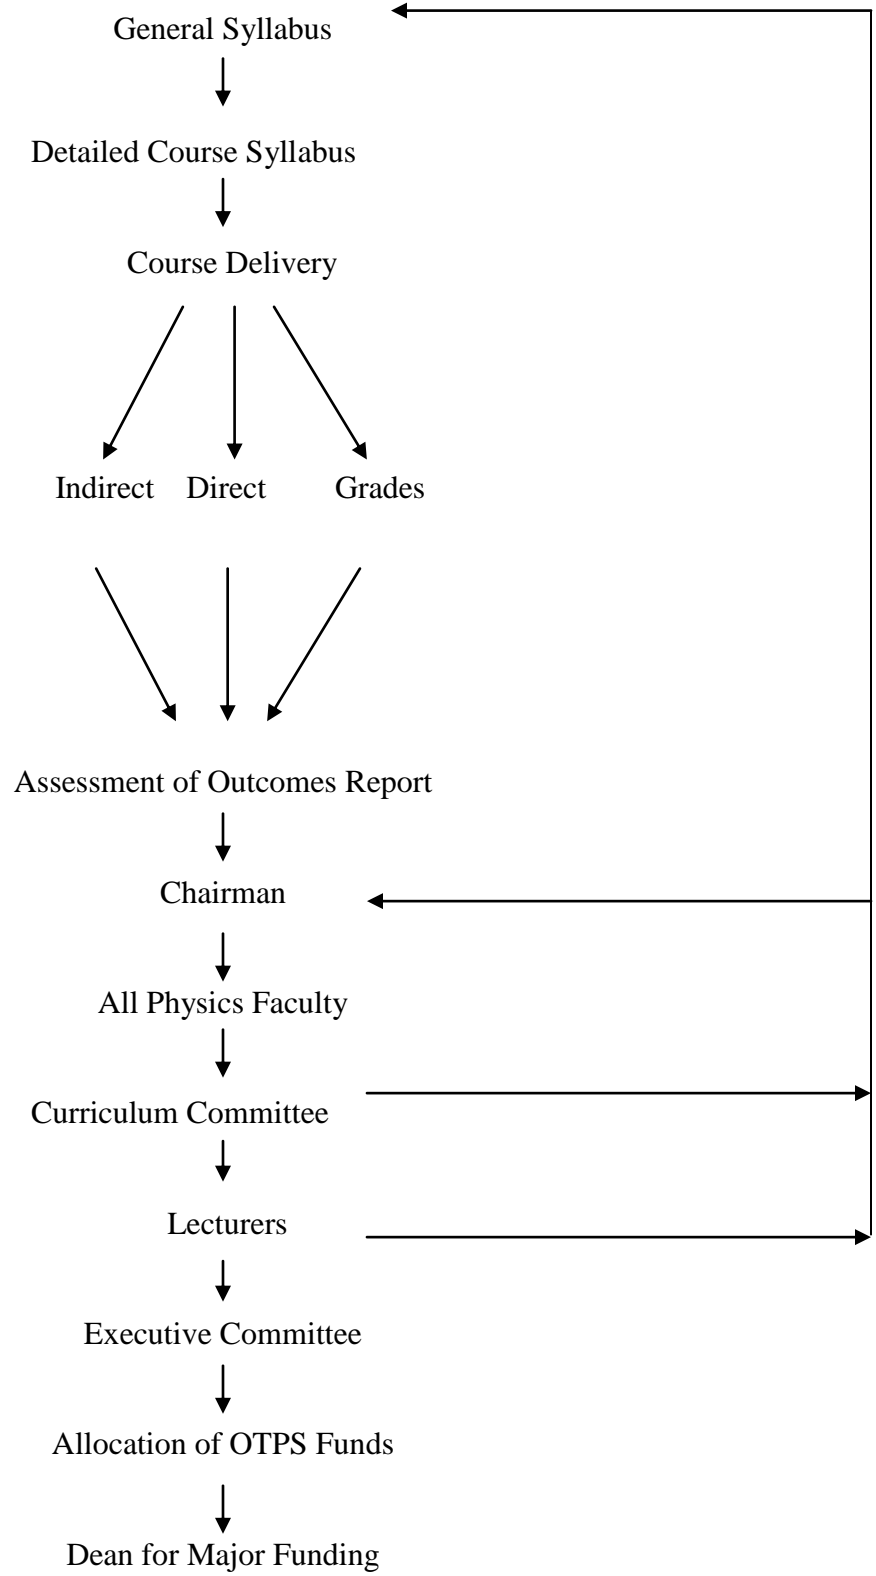 General Syllabus
Detailed Course Syllabus
Course Delivery
Indirect Direct Grades
Assessment of Outcomes Report
Chairman
All Physics Faculty
Curriculum Committee
Lecturers
Executive Committee
Allocation of OTPS Funds
Dean for Major Funding